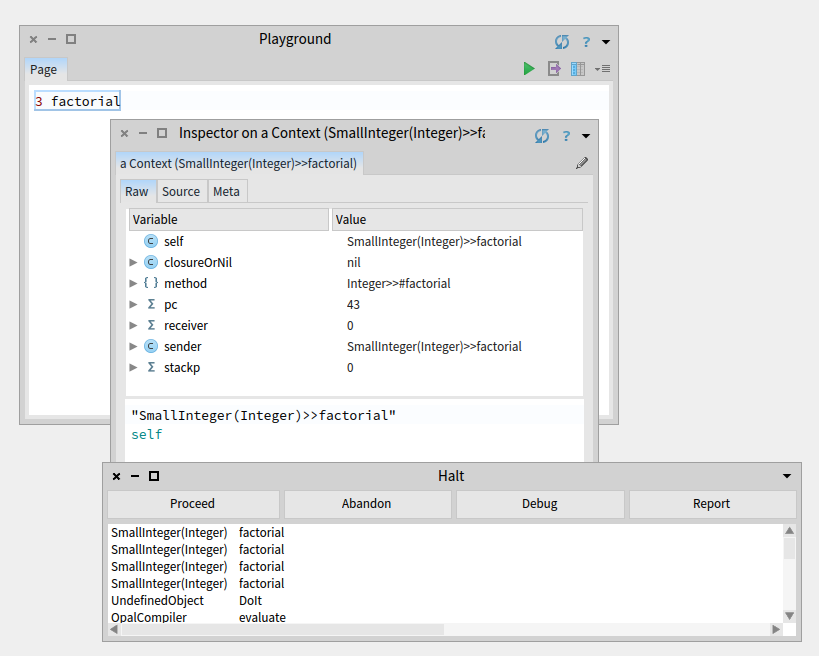 Playground
?
Page
3 factorial
Inspector on a Context (SmallInteger(Integer)>>fa
?
a Context (SmallInteger(Integer)>>factorial)
Raw Source Meta
Variable Value
C self SmallInteger(Integer)>>factorial
C closureOrNil nil
{ } method Integer>>#factorial
Σ pc 43
Σ receiver 0
C sender SmallInteger(Integer)>>factorial
Σ stackp 0
"SmallInteger(Integer)>>factorial"
self
Halt
Proceed Abandon Debug Report
SmallInteger(Integer) factorial
SmallInteger(Integer) factorial
SmallInteger(Integer) factorial
SmallInteger(Integer) factorial
UndefinedObject DoIt
OpalCompiler evaluate